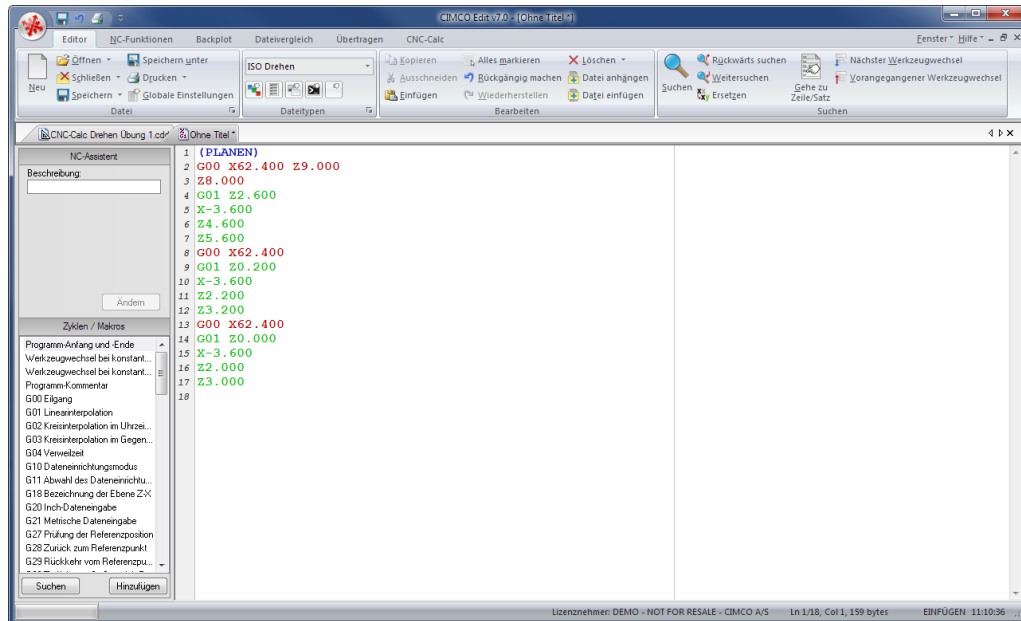 CIMCO Edit v7.0 - [Ohne Titel *]
Editor NC-Funktionen Backplot Dateivergleich Übertragen CNC-Calc Fenster Hilfe
Neu
Öffnen Speichern unter
Schließen Drucken
Speichern Globale Einstellungen
Datei
ISO Drehen
Dateitypen
Kopieren Alles markieren Löschen
Ausschneiden Rückgängig machen Datei anhängen
Einfügen Wiederherstellen Datei einfügen
Bearbeiten
Suchen
Rückwärts suchen
Weitersuchen
Ersetzen
Gehe zu
Zeile/Satz
Nächster Werkzeugwechsel
Vorangegangener Werkzeugwechsel
Suchen
CNC-Calc Drehen Übung 1.cdd Ohne Titel *
NC-Assistent
Beschreibung:
Ändern
Zyklen / Makros
Programm-Anfang und -Ende
Werkzeugwechsel bei konstant...
Werkzeugwechsel bei konstant...
Programm-Kommentar
G00 Eilgang
G01 Linearinterpolation
G02 Kreisinterpolation im Uhrzei...
G03 Kreisinterpolation im Gegen...
G04 Verweilzeit
G10 Dateneinrichtungsmodus
G11 Abwahl des Dateneinrichtu...
G18 Bezeichnung der Ebene Z-X
G20 Inch-Dateneingabe
G21 Metrische Dateneingabe
G27 Prüfung der Referenzposition
G28 Zurück zum Referenzpunkt
G29 Rückkehr vom Referenzpu...
Suchen Hinzufügen
1 (PLANEN)
2 G00 X62.400 Z9.000
3 Z8.000
4 G01 Z2.600
5 X-3.600
6 Z4.600
7 Z5.600
8 G00 X62.400
9 G01 Z0.200
10 X-3.600
11 Z2.200
12 Z3.200
13 G00 X62.400
14 G01 Z0.000
15 X-3.600
16 Z2.000
17 Z3.000
18
Lizenznehmer: DEMO - NOT FOR RESALE - CIMCO A/S Ln 1/18, Col 1, 159 bytes EINFÜGEN 11:10:36